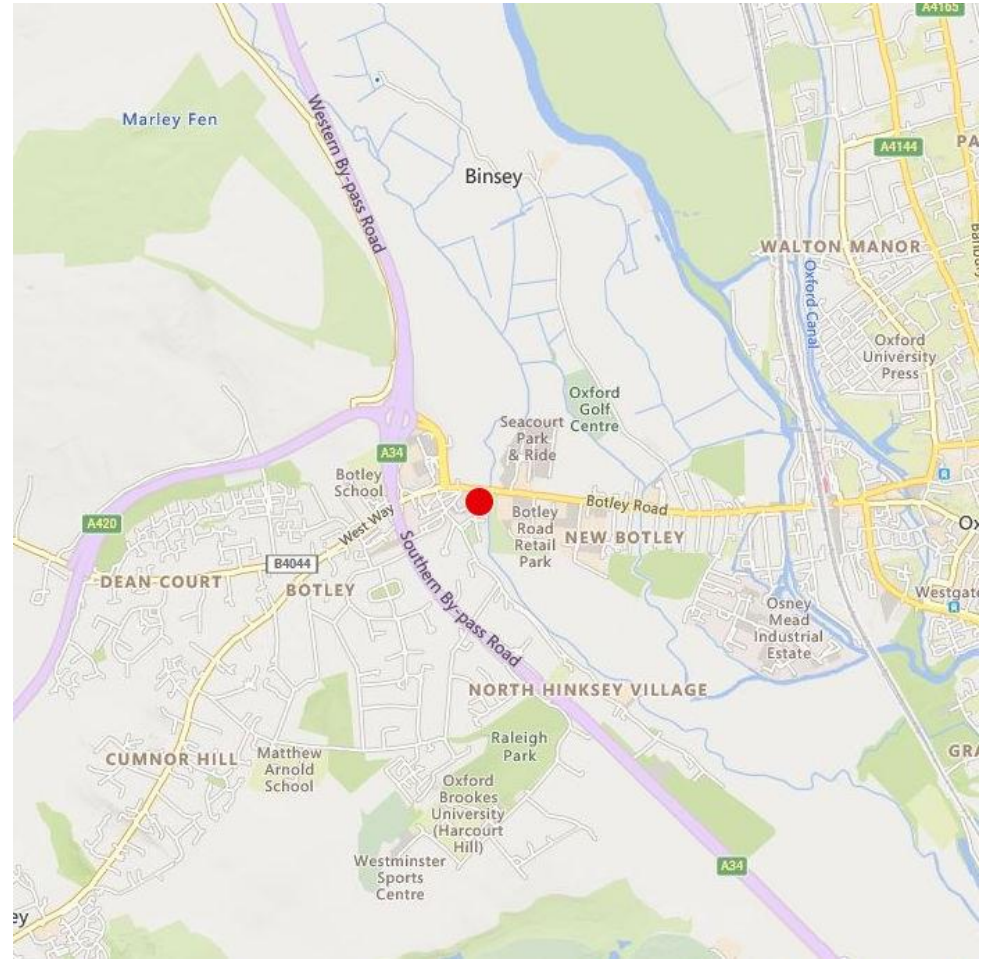 A4165
Marley Fen
Western By-pass Road
A4144
PA
Binsey
WALTON MANOR
Oxford Canal
Oxford
University
Press
Oxford
Golf
Centre
Seacourt
Park
& Ride
A34
Botley
School
West Way
Botley Road
Botley
Road
Retail
Park
NEW BOTLEY
A420
B4044
DEAN COURT
BOTLEY
Southern By-pass Road
Ox
Westgate
Osney
Mead
Industrial
Estate
NORTH HINKSEY VILLAGE
Raleigh
Park
GRA
CUMNOR HILL
Matthew
Arnold
School
Oxford
Brookes
University
(Harcourt
Hill)
Westminster
Sports
Centre
A34
ey